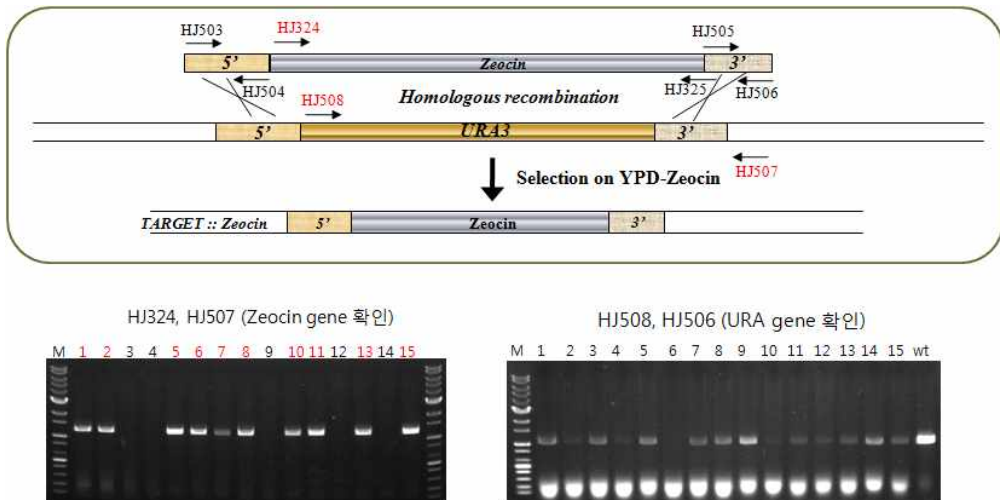 HJ503 HJ324 HJ505
5’ Zeocin 3’
HJ504 HJ508 Homologous recombination HJ325 HJ506
5’ URA3 3’
HJ507
Selection on YPD-Zeocin
TARGET :: Zeocin 5’ Zeocin 3’
HJ324, HJ507 (Zeocin gene 확인)
M 1 2 3 4 5 6 7 8 9 10 11 12 13 14 15
HJ508, HJ506 (URA gene 확인)
M 1 2 3 4 5 6 7 8 9 10 11 12 13 14 15 wt